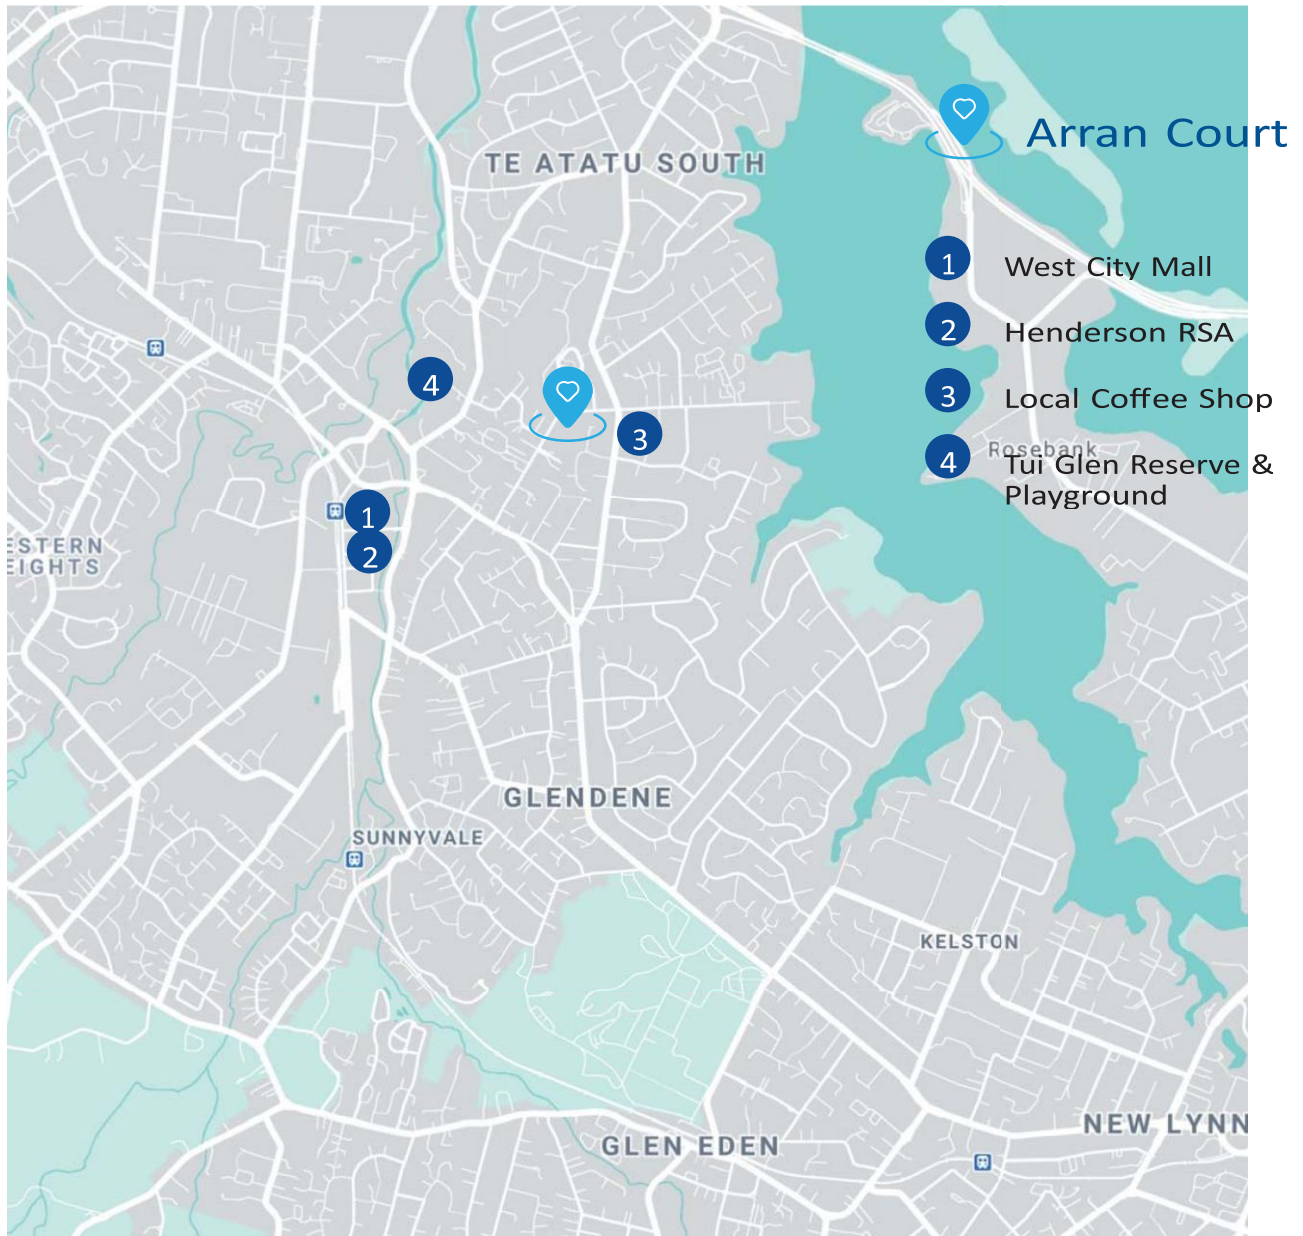 TE ATATU SOUTH
Arran Court
1 West City Mall
2 Henderson RSA
3 Local Coffee Shop
Rosebank
4 Tui Glen Reserve &
Playground
4
3
1
2
ESTERN
EIGHTS
GLENDENE
SUNNYVALE
KELSTON
NEW LYNN
GLEN EDEN